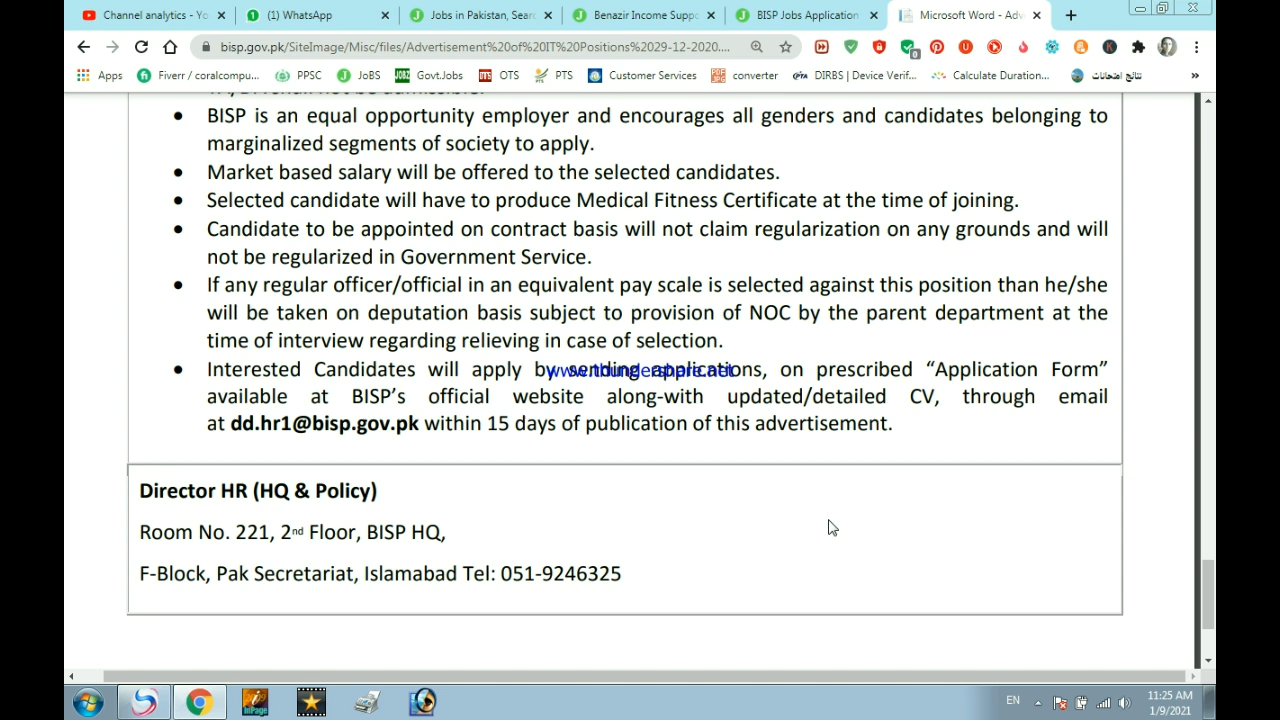 Channel analytics - Yo
(1) WhatsApp
Jobs in Pakistan, Sear
Benazir Income Suppo
BISP Jobs Application
Microsoft Word - Adv
bisp.gov.pk/SiteImage/Misc/files/Advertisement%20of%20IT%20Positions%2029-12-2020....
Apps
Fiverr / coralcompu...
PPSC
JoBS
Govt.Jobs
OTS
PTS
Customer Services
converter
DIRBS | Device Verif...
Calculate Duration...
نتائج امتحانات
BISP is an equal opportunity employer and encourages all genders and candidates belonging to
marginalized segments of society to apply.
Market based salary will be offered to the selected candidates.
Selected candidate will have to produce Medical Fitness Certificate at the time of joining.
Candidate to be appointed on contract basis will not claim regularization on any grounds and will
not be regularized in Government Service.
If any regular officer/official in an equivalent pay scale is selected against this position than he/she
will be taken on deputation basis subject to provision of NOC by the parent department at the
time of interview regarding relieving in case of selection.
Interested Candidates will apply by sending applications, on prescribed “Application Form”
www.thundershare.net
available at BISP’s official website along-with updated/detailed CV, through email
at dd.hr1@bisp.gov.pk within 15 days of publication of this advertisement.
Director HR (HQ & Policy)
Room No. 221, 2nd Floor, BISP HQ,
F-Block, Pak Secretariat, Islamabad Tel: 051-9246325
EN
11:25 AM
1/9/2021